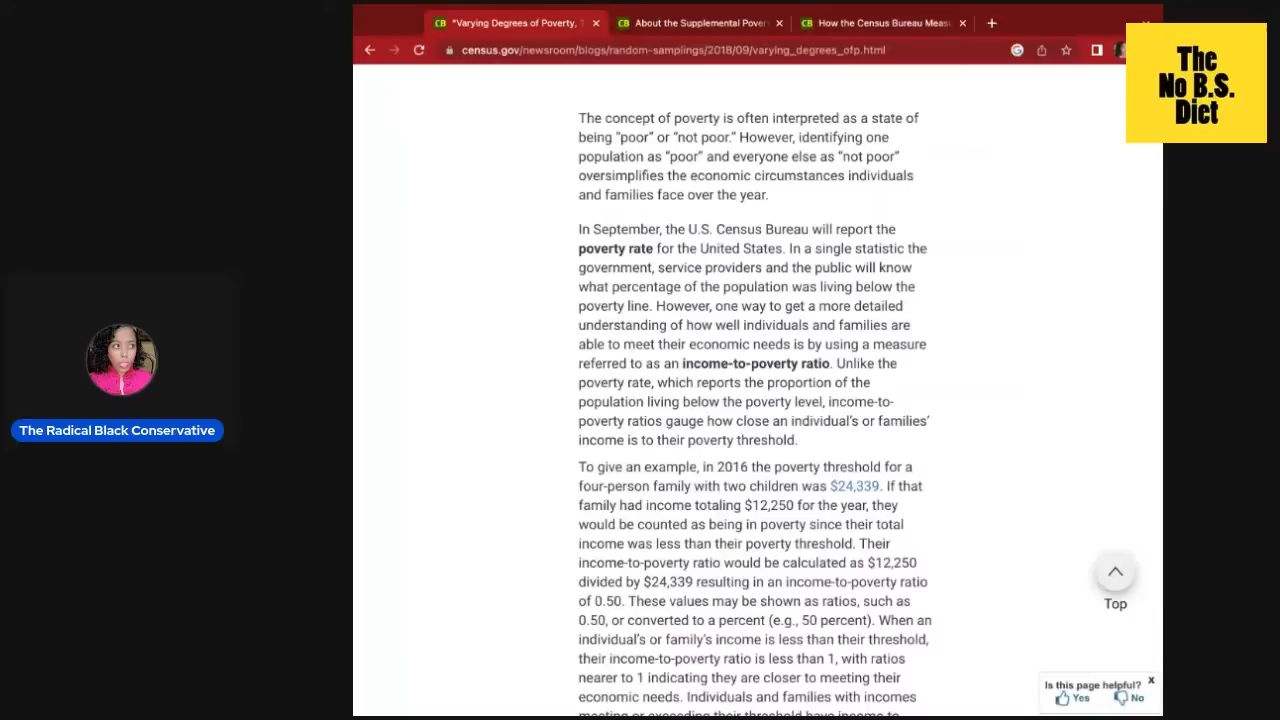 "Varying Degrees of Poverty,
About the Supplemental Pover
How the Census Bureau Meas
census.gov/newsroom/blogs/random-samplings/2018/09/varying_degrees_ofp.html
The
No B.S.
Diet
The concept of poverty is often interpreted as a state of
being “poor” or “not poor.” However, identifying one
population as “poor” and everyone else as “not poor”
oversimplifies the economic circumstances individuals
and families face over the year.
In September, the U.S. Census Bureau will report the
poverty rate for the United States. In a single statistic the
government, service providers and the public will know
what percentage of the population was living below the
poverty line. However, one way to get a more detailed
understanding of how well individuals and families are
able to meet their economic needs is by using a measure
referred to as an income-to-poverty ratio. Unlike the
poverty rate, which reports the proportion of the
population living below the poverty level, income-to-
poverty ratios gauge how close an individual’s or families’
income is to their poverty threshold.
To give an example, in 2016 the poverty threshold for a
four-person family with two children was $24,339. If that
family had income totaling $12,250 for the year, they
would be counted as being in poverty since their total
income was less than their poverty threshold. Their
income-to-poverty ratio would be calculated as $12,250
divided by $24,339 resulting in an income-to-poverty ratio
of 0.50. These values may be shown as ratios, such as
0.50, or converted to a percent (e.g., 50 percent). When an
individual’s or family’s income is less than their threshold,
their income-to-poverty ratio is less than 1, with ratios
nearer to 1 indicating they are closer to meeting their
economic needs. Individuals and families with incomes
meeting or exceeding their threshold have income to
The Radical Black Conservative
Top
Is this page helpful? X
Yes No